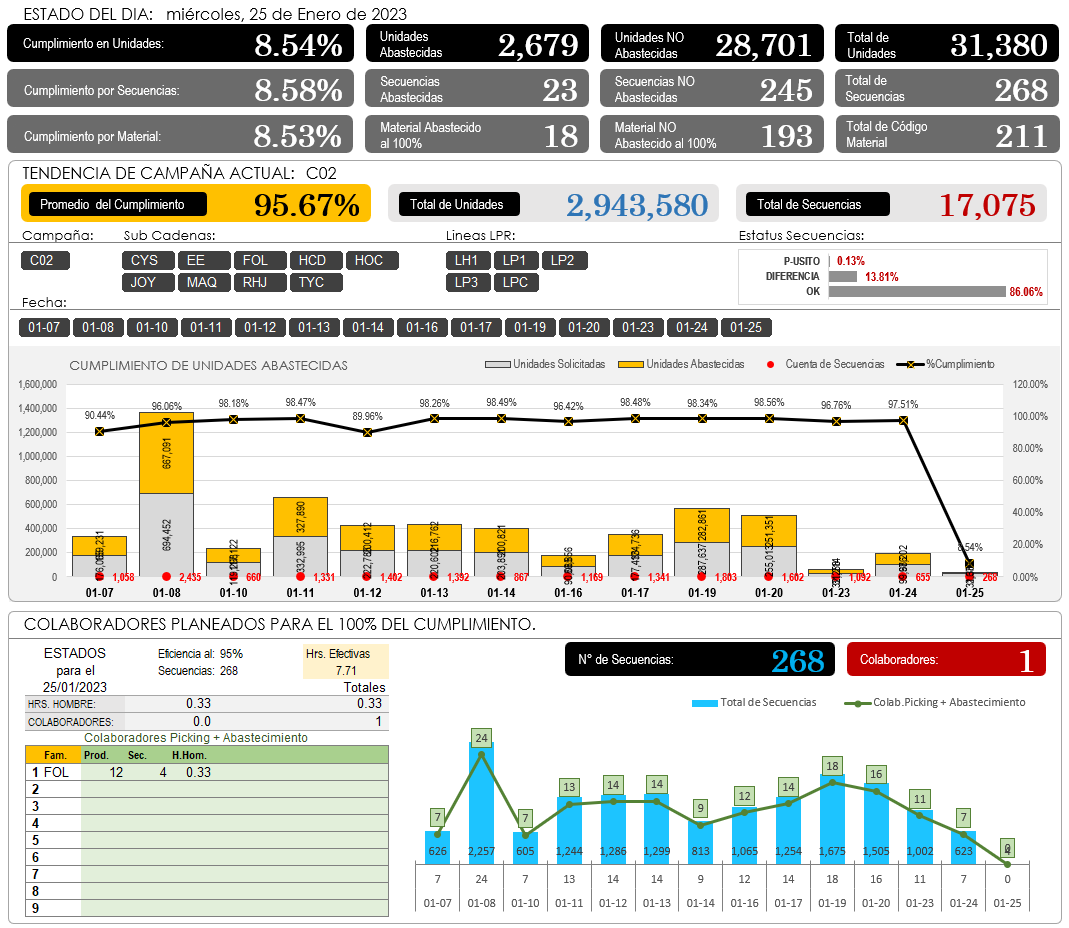 ESTADO DEL DIA: miércoles, 25 de Enero de 2023
Cumplimiento en Unidades: 8.54%
Unidades Abastecidas 2,679
Unidades NO Abastecidas 28,701
Total de Unidades 31,380
Cumplimiento por Secuencias: 8.58%
Secuencias Abastecidas 23
Secuencias NO Abastecidas 245
Total de Secuencias 268
Cumplimiento por Material: 8.53%
Material Abastecido al 100% 18
Material NO Abastecido al 100% 193
Total de Código Material 211
TENDENCIA DE CAMPAÑA ACTUAL: C02
Promedio del Cumplimiento 95.67%
Total de Unidades 2,943,580
Total de Secuencias 17,075
Campaña:
C02
Sub Cadenas:
CYS EE FOL HCD HOC
JOY MAQ RHJ TYC
Lineas LPR:
LH1 LP1 LP2
LP3 LPC
Estatus Secuencias:
P-USITO 0.13%
DIFERENCIA 13.81%
OK 86.06%
Fecha:
01-07 01-08 01-10 01-11 01-12 01-13 01-14 01-16 01-17 01-19 01-20 01-23 01-24 01-25
CUMPLIMIENTO DE UNIDADES ABASTECIDAS
Unidades Solicitadas Unidades Abastecidas Cuenta de Secuencias %Cumplimiento
1,600,000
1,400,000
1,200,000
1,000,000
800,000
600,000
400,000
200,000
0
120.00%
100.00%
80.00%
60.00%
40.00%
20.00%
0.00%
90.44% 96.06% 98.18% 98.47% 89.96% 98.26% 98.49% 96.42% 98.48% 98.34% 98.56% 96.76% 97.51% 8.54%
667,091 327,890 282,861
694,452 332,995 287,637
1,058 2,435 660 1,331 1,402 1,392 867 1,169 1,341 1,803 1,602 1,092 655 268
01-07 01-08 01-10 01-11 01-12 01-13 01-14 01-16 01-17 01-19 01-20 01-23 01-24 01-25
COLABORADORES PLANEADOS PARA EL 100% DEL CUMPLIMIENTO.
ESTADOS
para el
25/01/2023
Eficiencia al: 95%
Secuencias: 268
Hrs. Efectivas
7.71
Totales
HRS. HOMBRE: 0.33 0.33
COLABORADORES: 0.0 1
Colaboradores Picking + Abastecimiento
Fam. Prod. Sec. H.Hom.
1 FOL 12 4 0.33
2
3
4
5
6
7
8
9
N° de Secuencias: 268
Colaboradores: 1
Total de Secuencias Colab.Picking + Abastecimiento
7 24 7 13 14 14 9 12 14 18 16 11 7 0
626 2,257 605 1,244 1,286 1,299 813 1,065 1,254 1,675 1,505 1,002 623 4
7 24 7 13 14 14 9 12 14 18 16 11 7 0
01-07 01-08 01-10 01-11 01-12 01-13 01-14 01-16 01-17 01-19 01-20 01-23 01-24 01-25